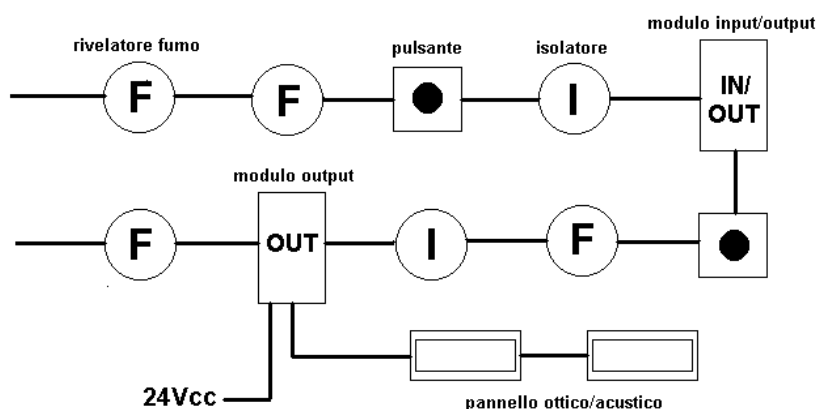 modulo input/output
rivelatore fumo
pulsante
isolatore
F
F
I
IN/
OUT
modulo output
F
OUT
I
F
24Vcc
pannello ottico/acustico